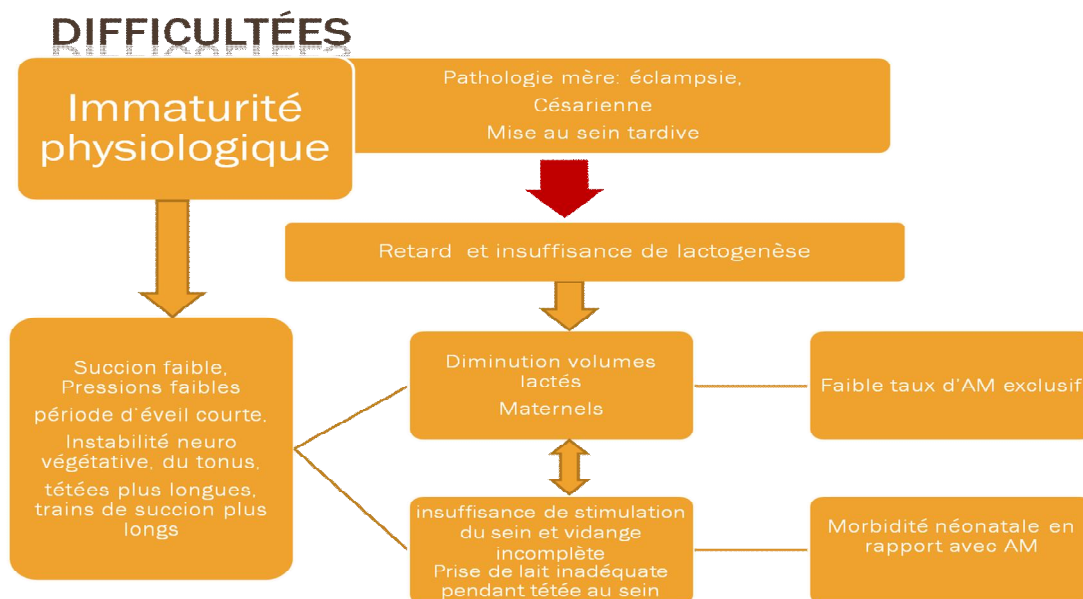 DIFFICULTÉES
Immaturité
physiologique
Pathologie mère: éclampsie,
Césarienne
Mise au sein tardive
Retard et insuffisance de lactogenèse
Succion faible,
Pressions faibles
période d'éveil courte,
Instabilité neuro
végétative, du tonus,
tétées plus longues,
trains de succion plus
longs
Diminution volumes
lactés
Maternels
Faible taux d'AM exclusif
insuffisance de stimulation
du sein et vidange
incomplète
Prise de lait inadéquate
pendant tétée au sein
Morbidité néonatale en
rapport avec AM